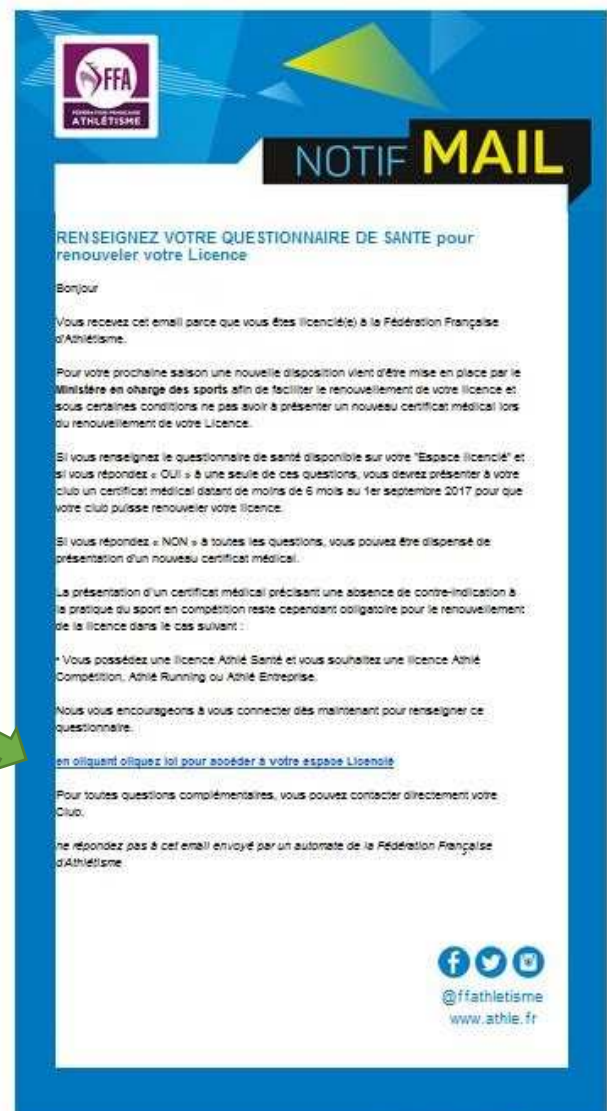 FFA
FÉDÉRATION FRANÇAISE
ATHLÉTISME
NOTIF MAIL
RENSEIGNEZ VOTRE QUESTIONNAIRE DE SANTE pour
renouveler votre Licence
Bonjour
Vous recevez cet email parce que vous êtes licencié(e) à la Fédération Française
d'Athlétisme.
Pour votre prochaine saison une nouvelle disposition vient d'être mise en place par le
Ministère en charge des sports afin de faciliter le renouvellement de votre licence et
sous certaines conditions ne pas avoir à présenter un nouveau certificat médical lors
du renouvellement de votre Licence.
Si vous renseignez le questionnaire de santé disponible sur votre "Espace licencié" et
si vous répondez « OUI » à une seule de ces questions, vous devrez présenter à votre
club un certificat médical datant de moins de 6 mois au 1er septembre 2017 pour que
votre club puisse renouveler votre licence.
Si vous répondez « NON » à toutes les questions, vous pouvez être dispensé de
présentation d'un nouveau certificat médical.
La présentation d'un certificat médical précisant une absence de contre-indication à
la pratique du sport en compétition reste cependant obligatoire pour le renouvellement
de la licence dans le cas suivant :
• Vous possédez une licence Athlé Santé et vous souhaitez une licence Athlé
Compétition, Athlé Running ou Athlé Entreprise.
Nous vous encourageons à vous connecter dès maintenant pour renseigner ce
questionnaire.
en cliquant cliquez ici pour accéder à votre espace Licencié
Pour toutes questions complémentaires, vous pouvez contacter directement votre
Club.
ne répondez pas à cet email envoyé par un automate de la Fédération Française
d'Athlétisme
@ffathletisme
www.athle.fr